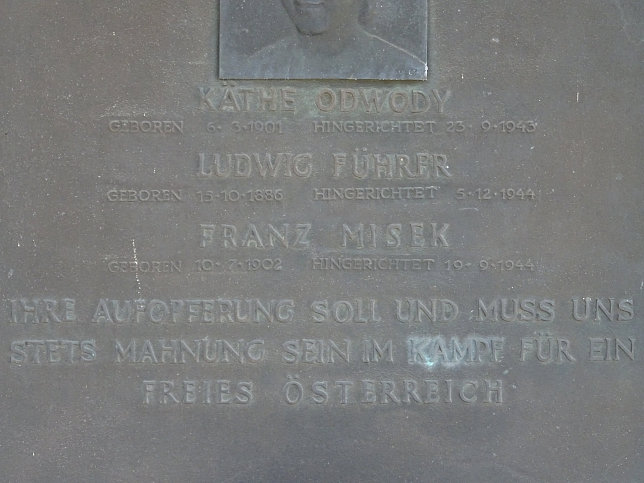 KÄTHE ODWODY
GEBOREN 6·3·1901 HINGERICHTET 23·9·1943
LUDWIG FÜHRER
GEBOREN 15·10·1886 HINGERICHTET 5·12·1944
FRANZ MISEK
GEBOREN 10·7·1902 HINGERICHTET 19·9·1944
IHRE AUFOPFERUNG SOLL UND MUSS UNS
STETS MAHNUNG SEIN IM KAMPF FÜR EIN
FREIES ÖSTERREICH